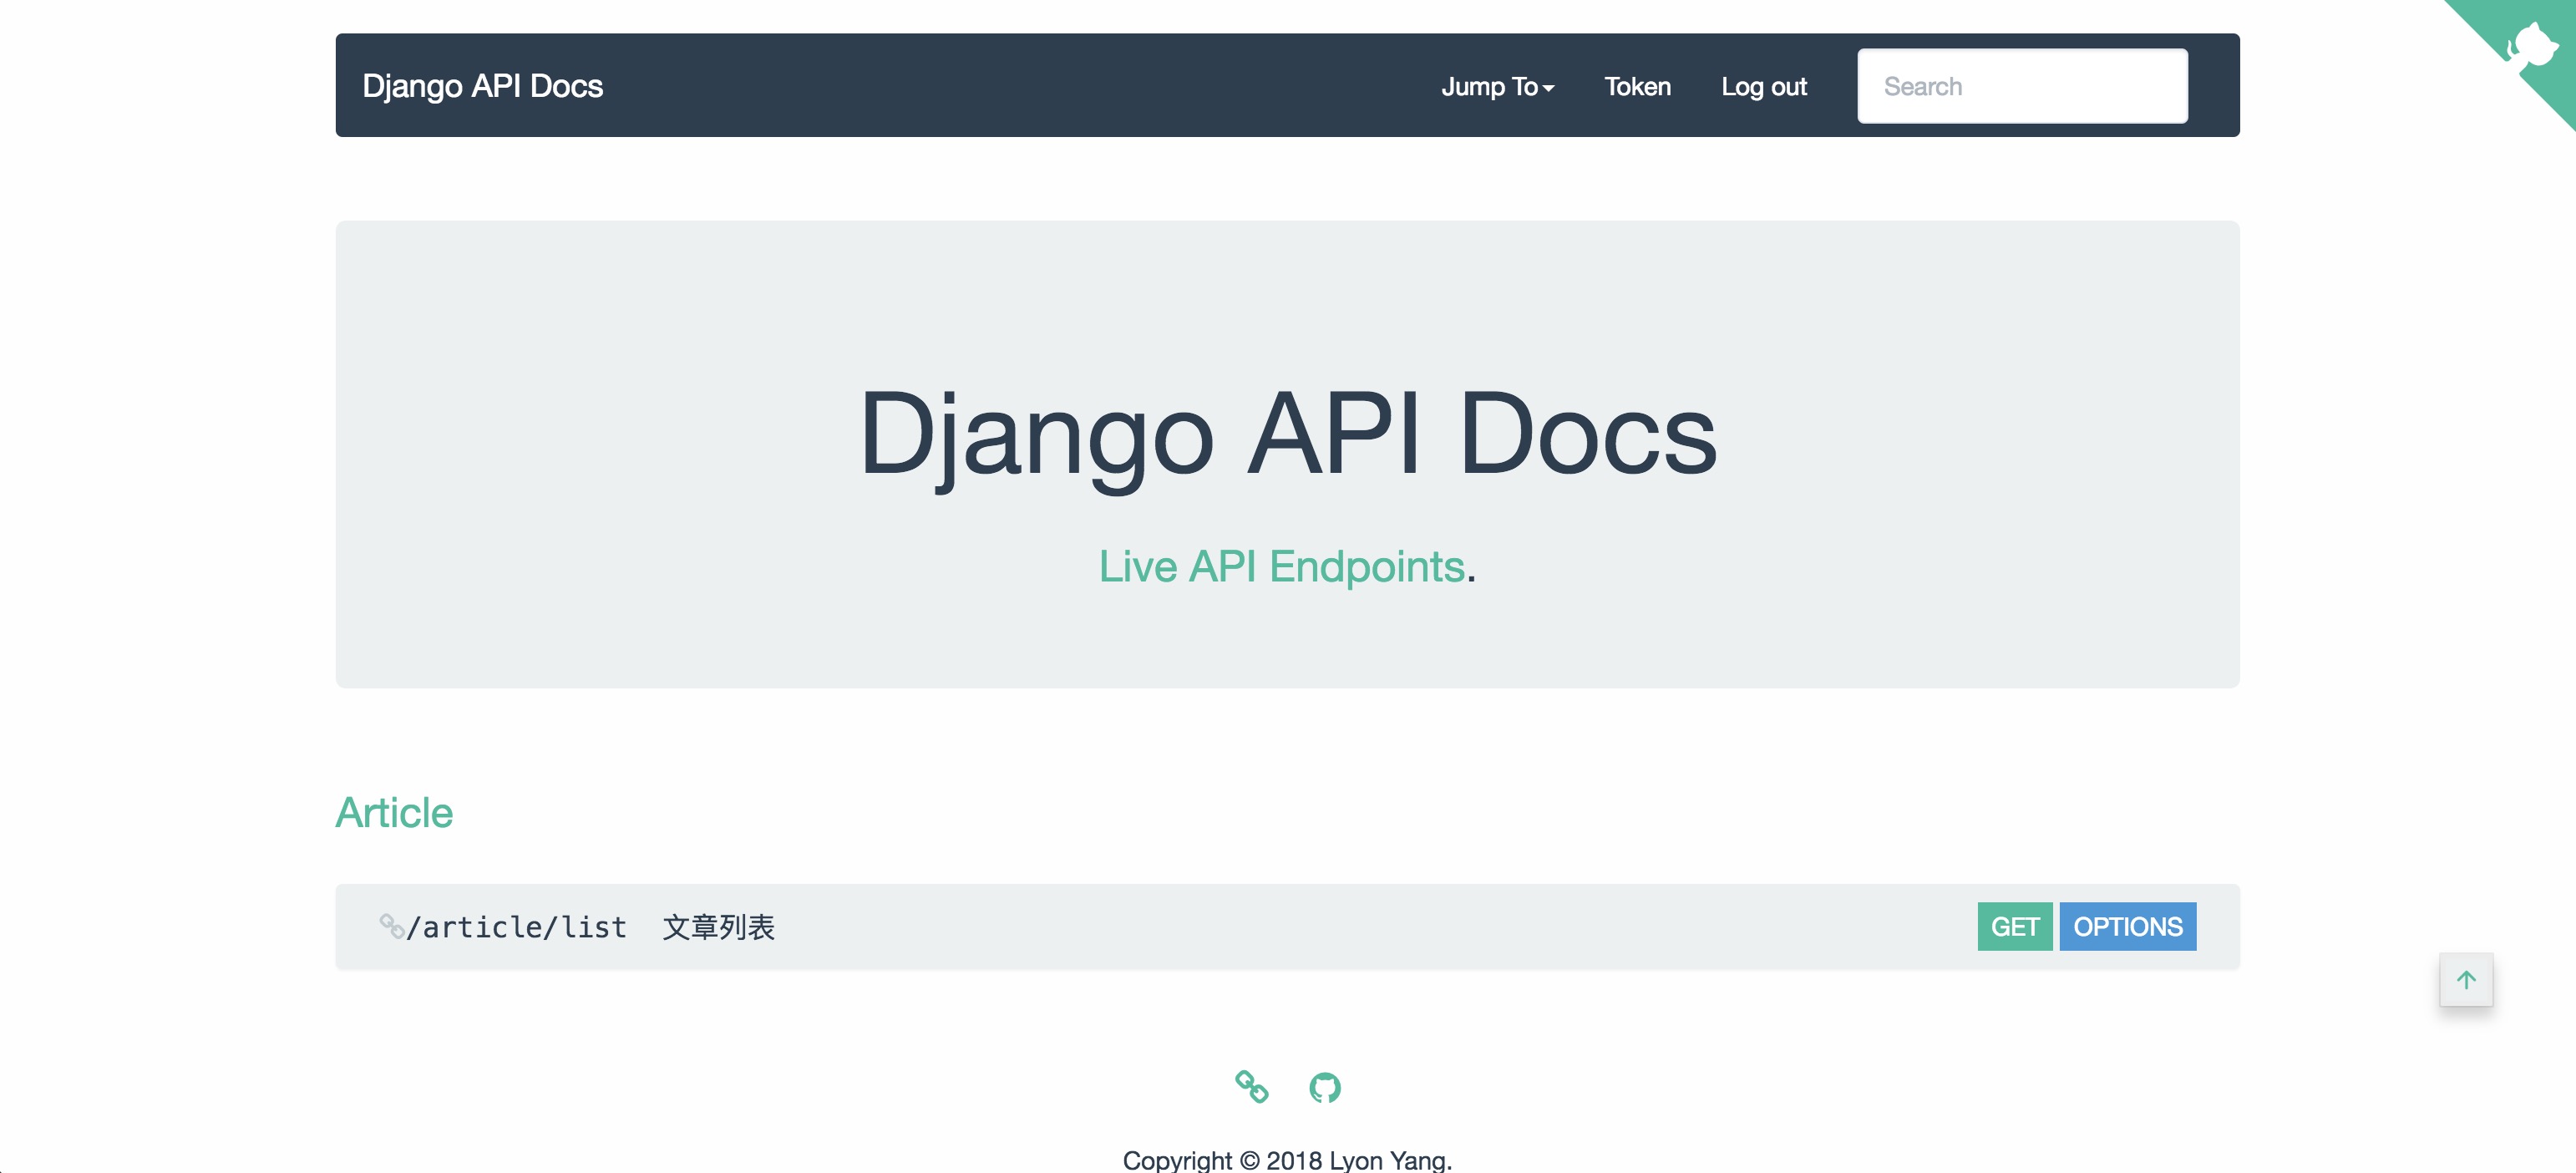 Django API Docs
Jump To
Token
Log out
Search
Django API Docs
Live API Endpoints.
Article
/article/list 文章列表
GET
OPTIONS
Copyright © 2018 Lyon Yang.